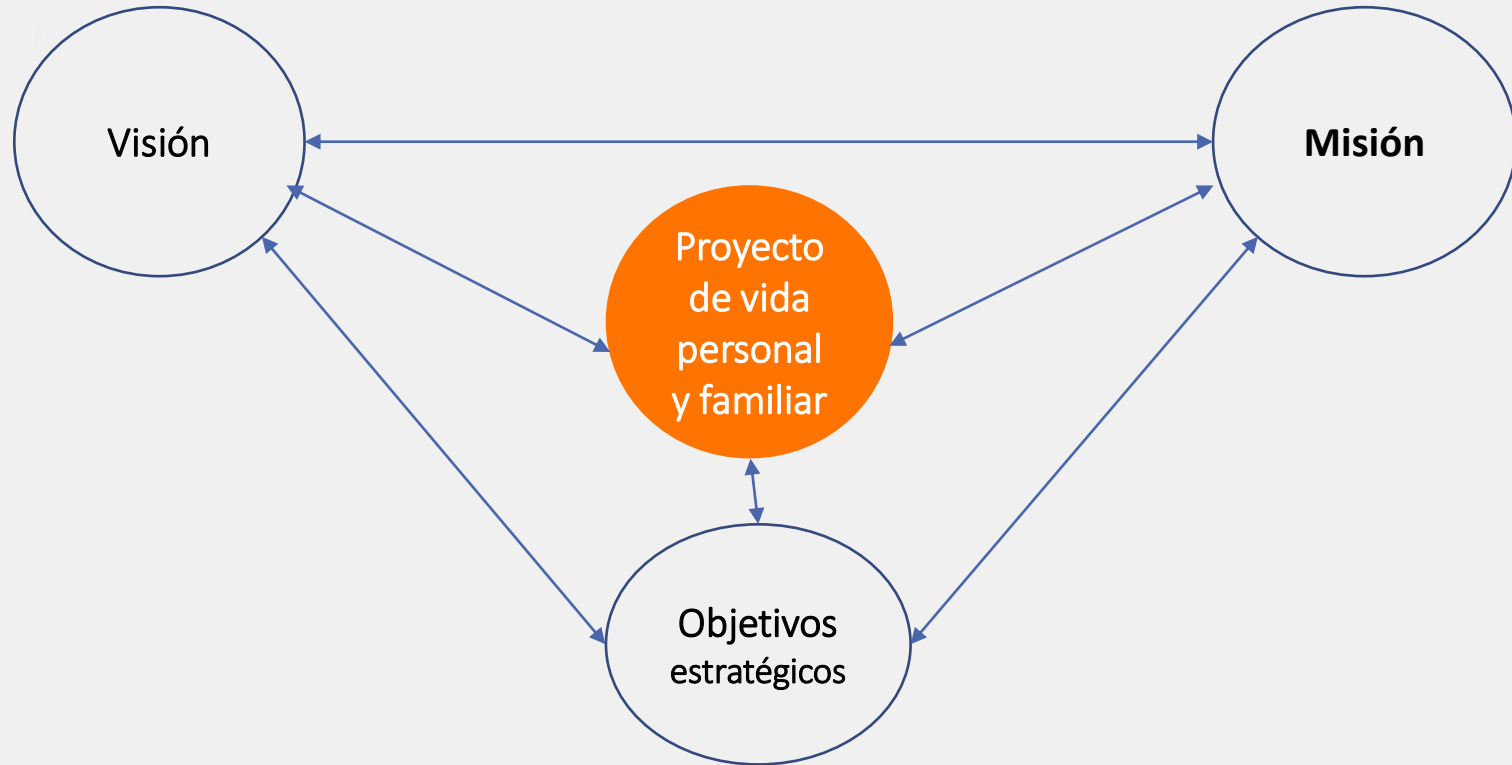 Visión
Misión
Proyecto
de vida
personal
y familiar
Objetivos
estratégicos